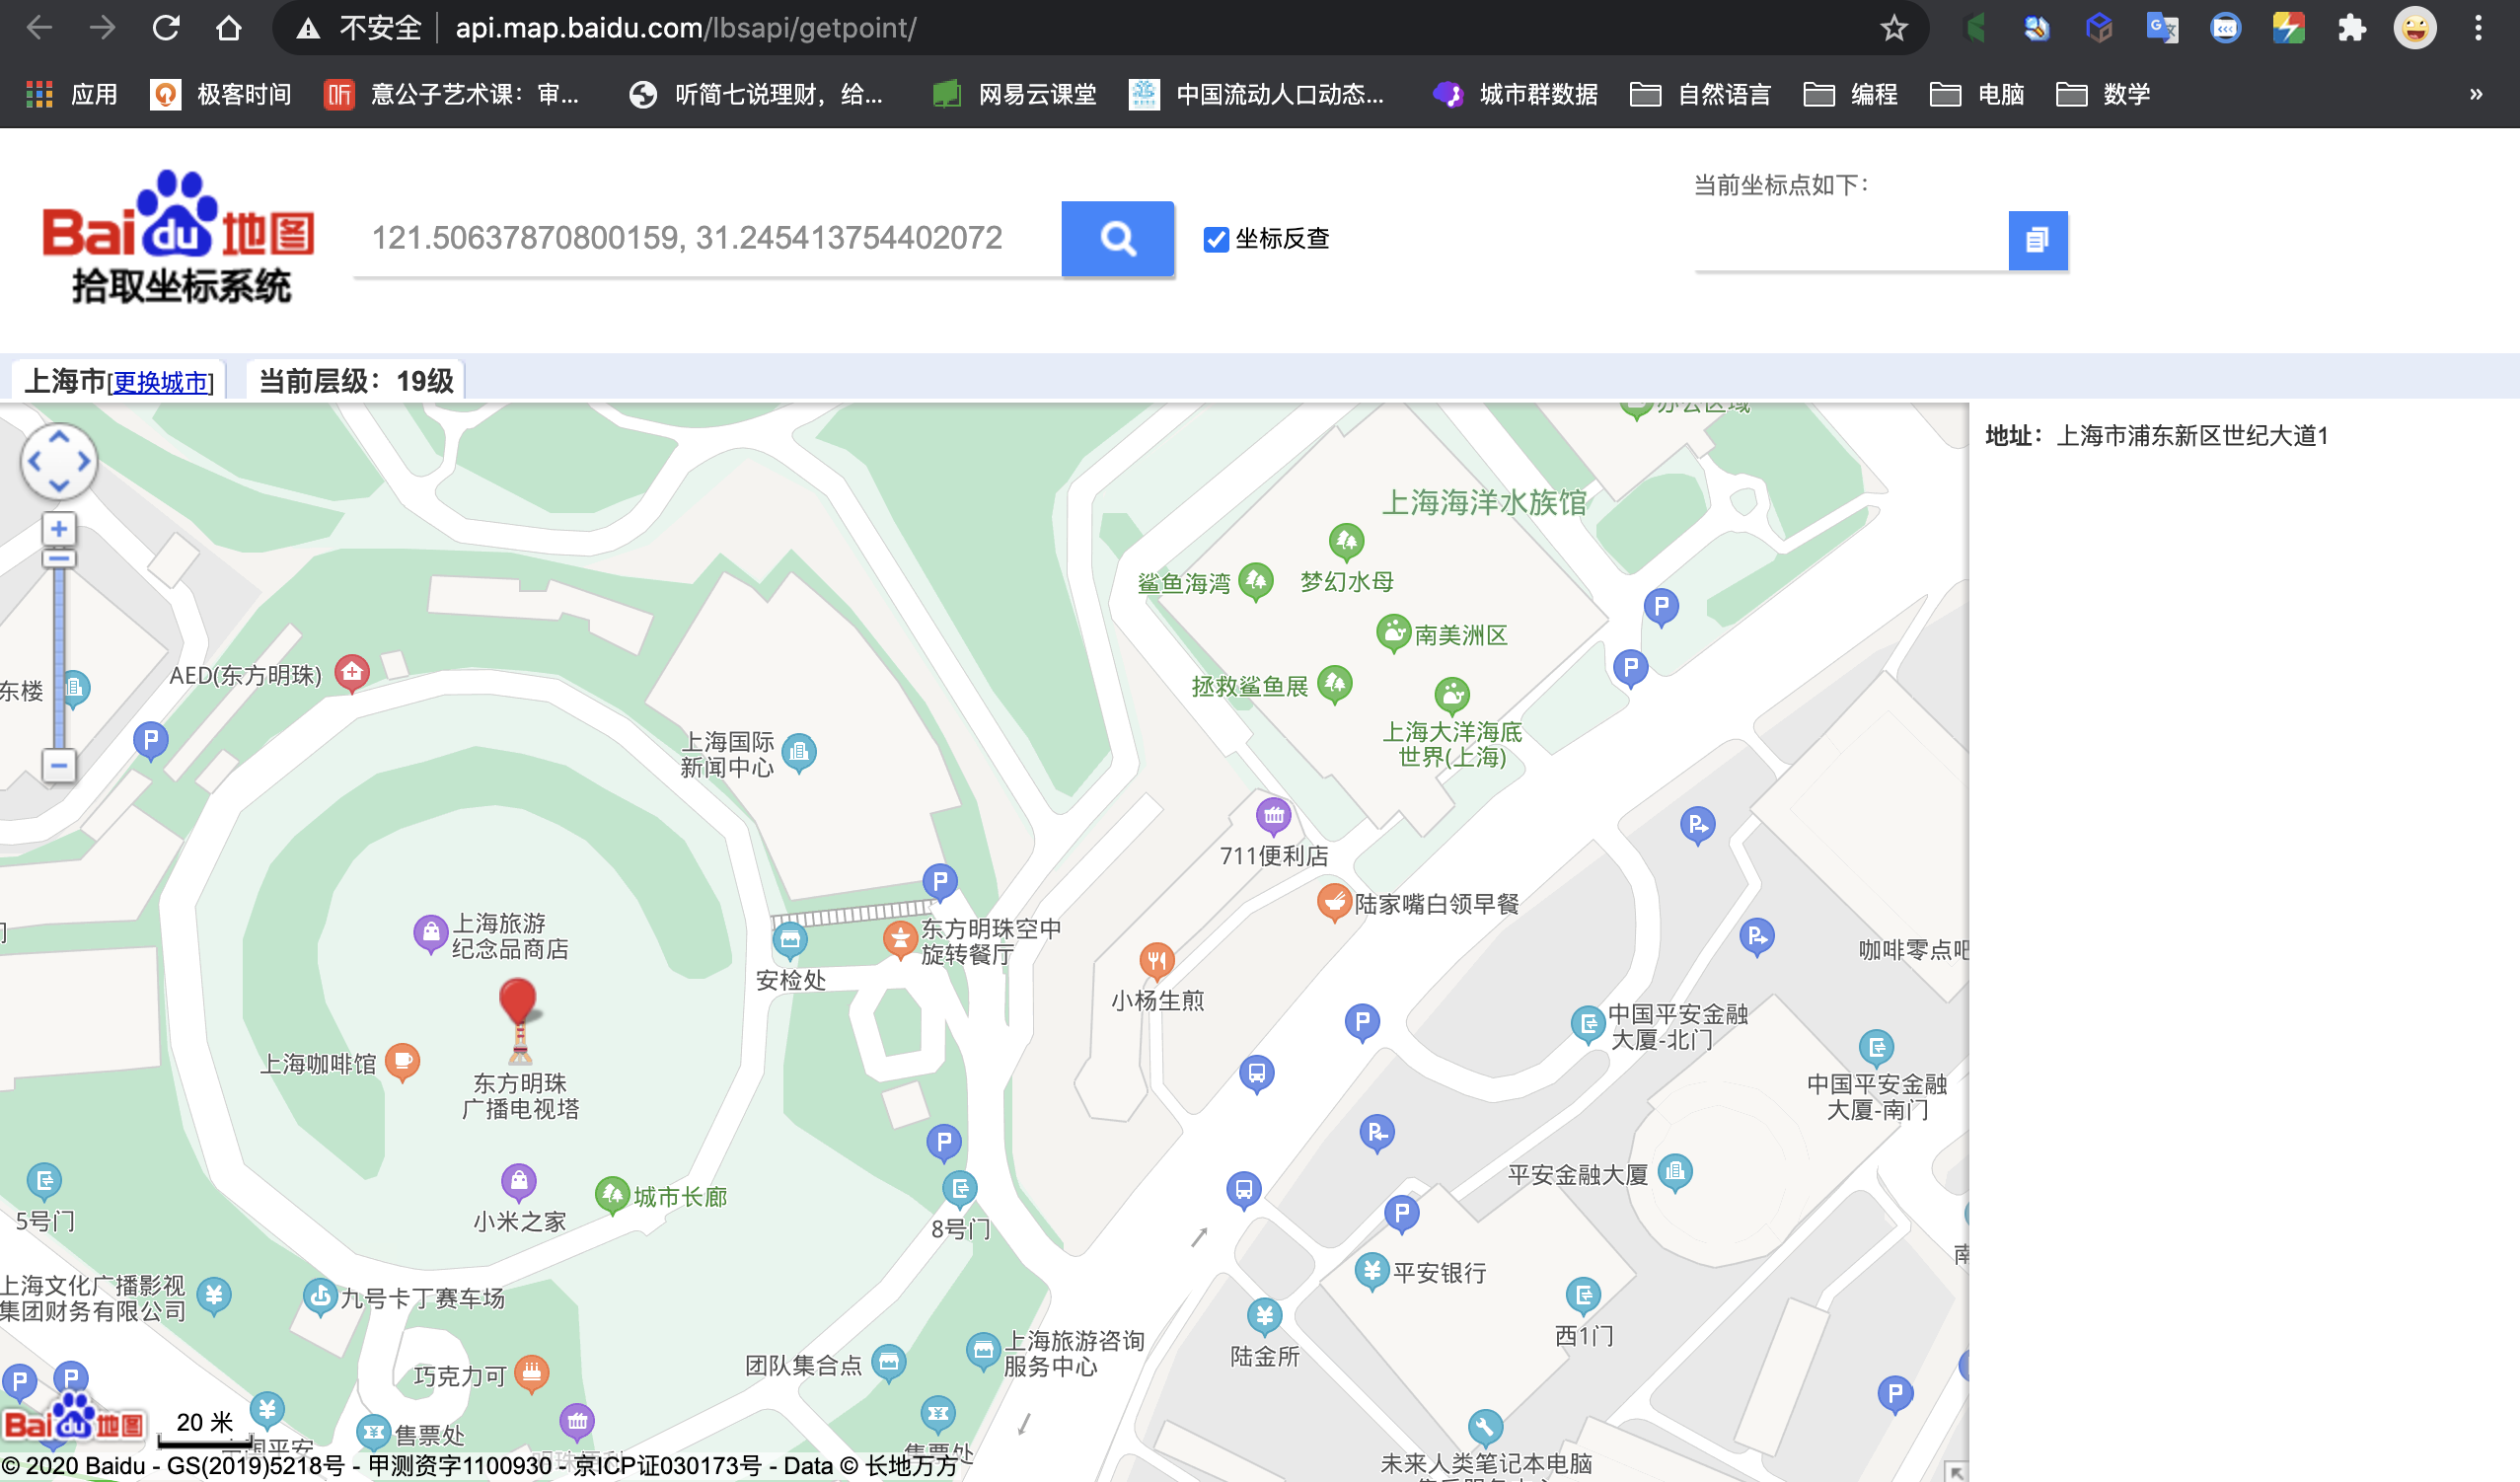 不安全 api.map.baidu.com/lbsapi/getpoint/
应用 极客时间 听 意公子艺术课：审... 听简七说理财，给... 网易云课堂 中国流动人口动态... 城市群数据 自然语言 编程 电脑 数学 »
Baidu地图
拾取坐标系统
121.50637870800159, 31.245413754402072
坐标反查
当前坐标点如下：
上海市[更换城市] 当前层级：19级
地址：上海市浦东新区世纪大道1
办公区域
上海海洋水族馆
鲨鱼海湾
梦幻水母
南美洲区
拯救鲨鱼展
上海大洋海底
世界(上海)
AED(东方明珠)
东楼
上海国际
新闻中心
711便利店
陆家嘴白领早餐
上海旅游
纪念品商店
东方明珠空中
旋转餐厅
安检处
小杨生煎
咖啡零点吧
中国平安金融
大厦-北门
上海咖啡馆
东方明珠
广播电视塔
中国平安金融
大厦-南门
平安金融大厦
城市长廊
小米之家
5号门
8号门
南
平安银行
上海文化广播影视
集团财务有限公司
九号卡丁赛车场
西1门
陆金所
上海旅游咨询
服务中心
团队集合点
巧克力可
Baidu地图
20 米
售票处
售票处
未来人类笔记本电脑
© 2020 Baidu - GS(2019)5218号 - 甲测资字1100930 - 京ICP证030173号 - Data © 长地万方